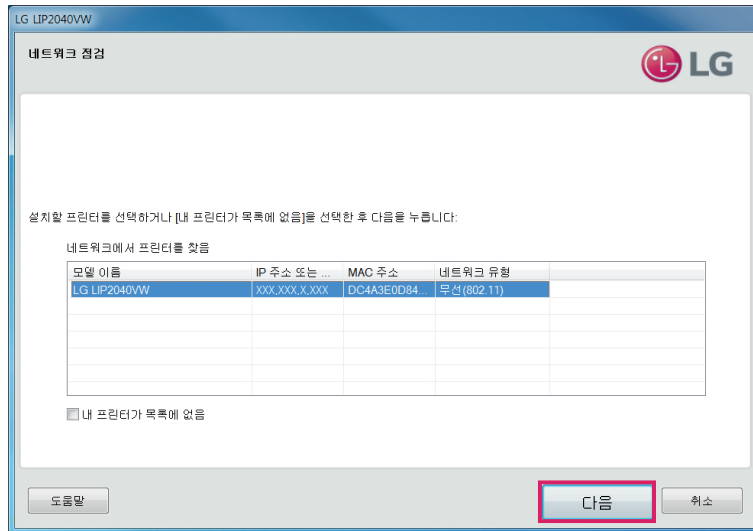 LG LIP2040VW
네트워크 점검
LG
설치할 프린터를 선택하거나 [내 프린터가 목록에 없음]을 선택한 후 다음을 누릅니다:
네트워크에서 프린터를 찾음
모델 이름 IP 주소 또는 ... MAC 주소 네트워크 유형
LG LIP2040VW XXX,XXX,X,XXX DC4A3E0D84... 무선(802.11)
내 프린터가 목록에 없음
도움말 다음 취소